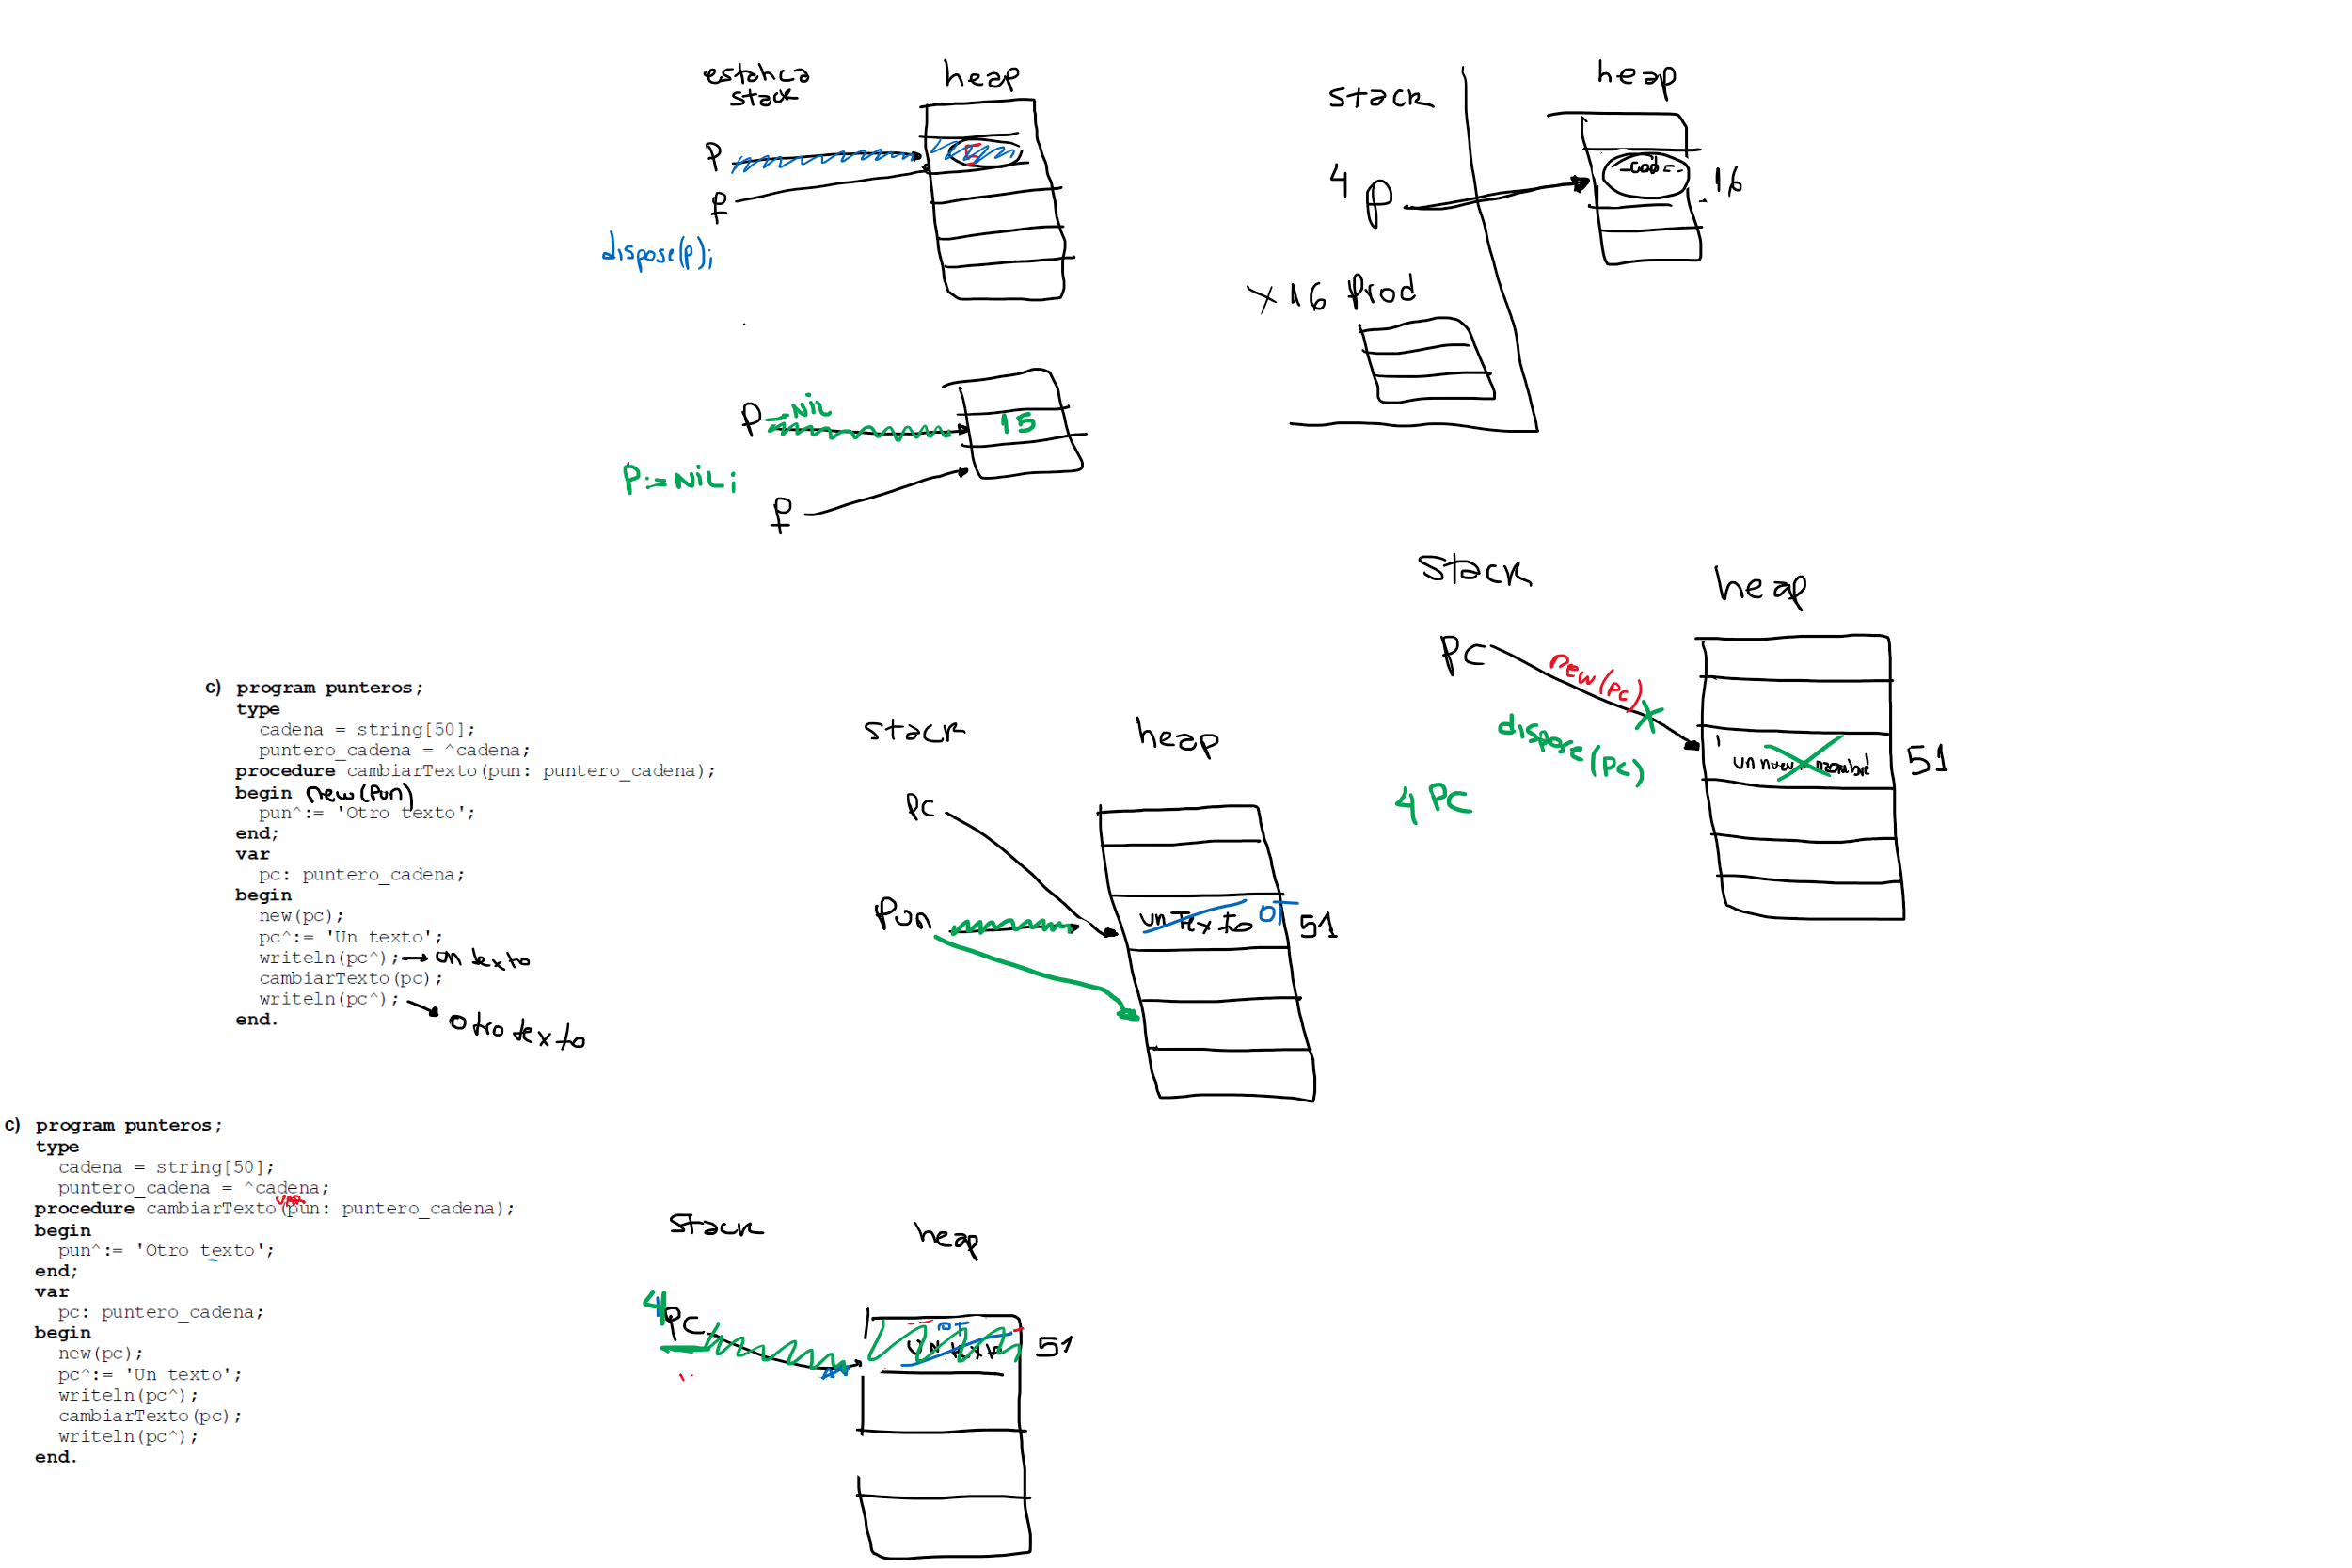 estatica
stack
heap
P
P
dispose(p);
stack
heap
4 P
16
X 16 Prod
P
NiL
15
P:= NiL;
P
stack
heap
PC
new(pc)
dispose(pc)
4 PC
51
c) program punteros;
type
cadena = string[50];
puntero_cadena = ^cadena;
procedure cambiarTexto(pun: puntero_cadena);
begin new(pun)
pun^:= 'Otro texto';
end;
var
pc: puntero_cadena;
begin
new(pc);
pc^:= 'Un texto';
writeln(pc^); un texto
cambiarTexto(pc);
writeln(pc^);
otro texto
end.
stack
heap
PC
Pun
un Texto OT 51
c) program punteros;
type
cadena = string[50];
puntero_cadena = ^cadena;
var
procedure cambiarTexto(pun: puntero_cadena);
begin
pun^:= 'Otro texto';
end;
var
pc: puntero_cadena;
begin
new(pc);
pc^:= 'Un texto';
writeln(pc^);
cambiarTexto(pc);
writeln(pc^);
end.
stack
heap
4 PC
OT
Un texto 51